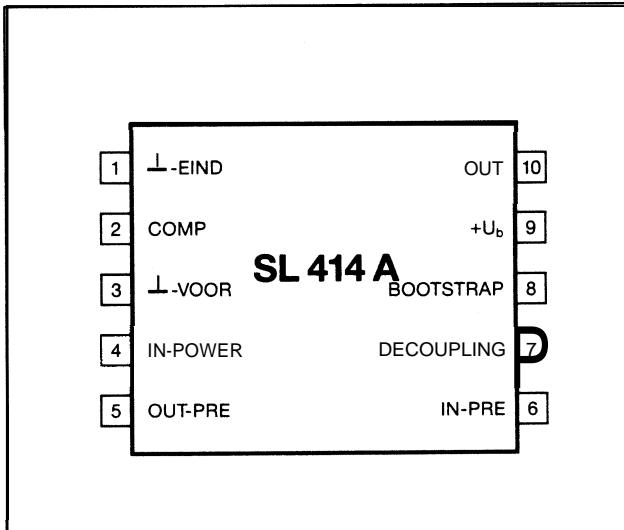 1 ⊥-EIND OUT 10
2 COMP +Ub 9
SL 414 A
3 ⊥-VOOR BOOTSTRAP 8
4 IN-POWER DECOUPLING 7
5 OUT-PRE IN-PRE 6